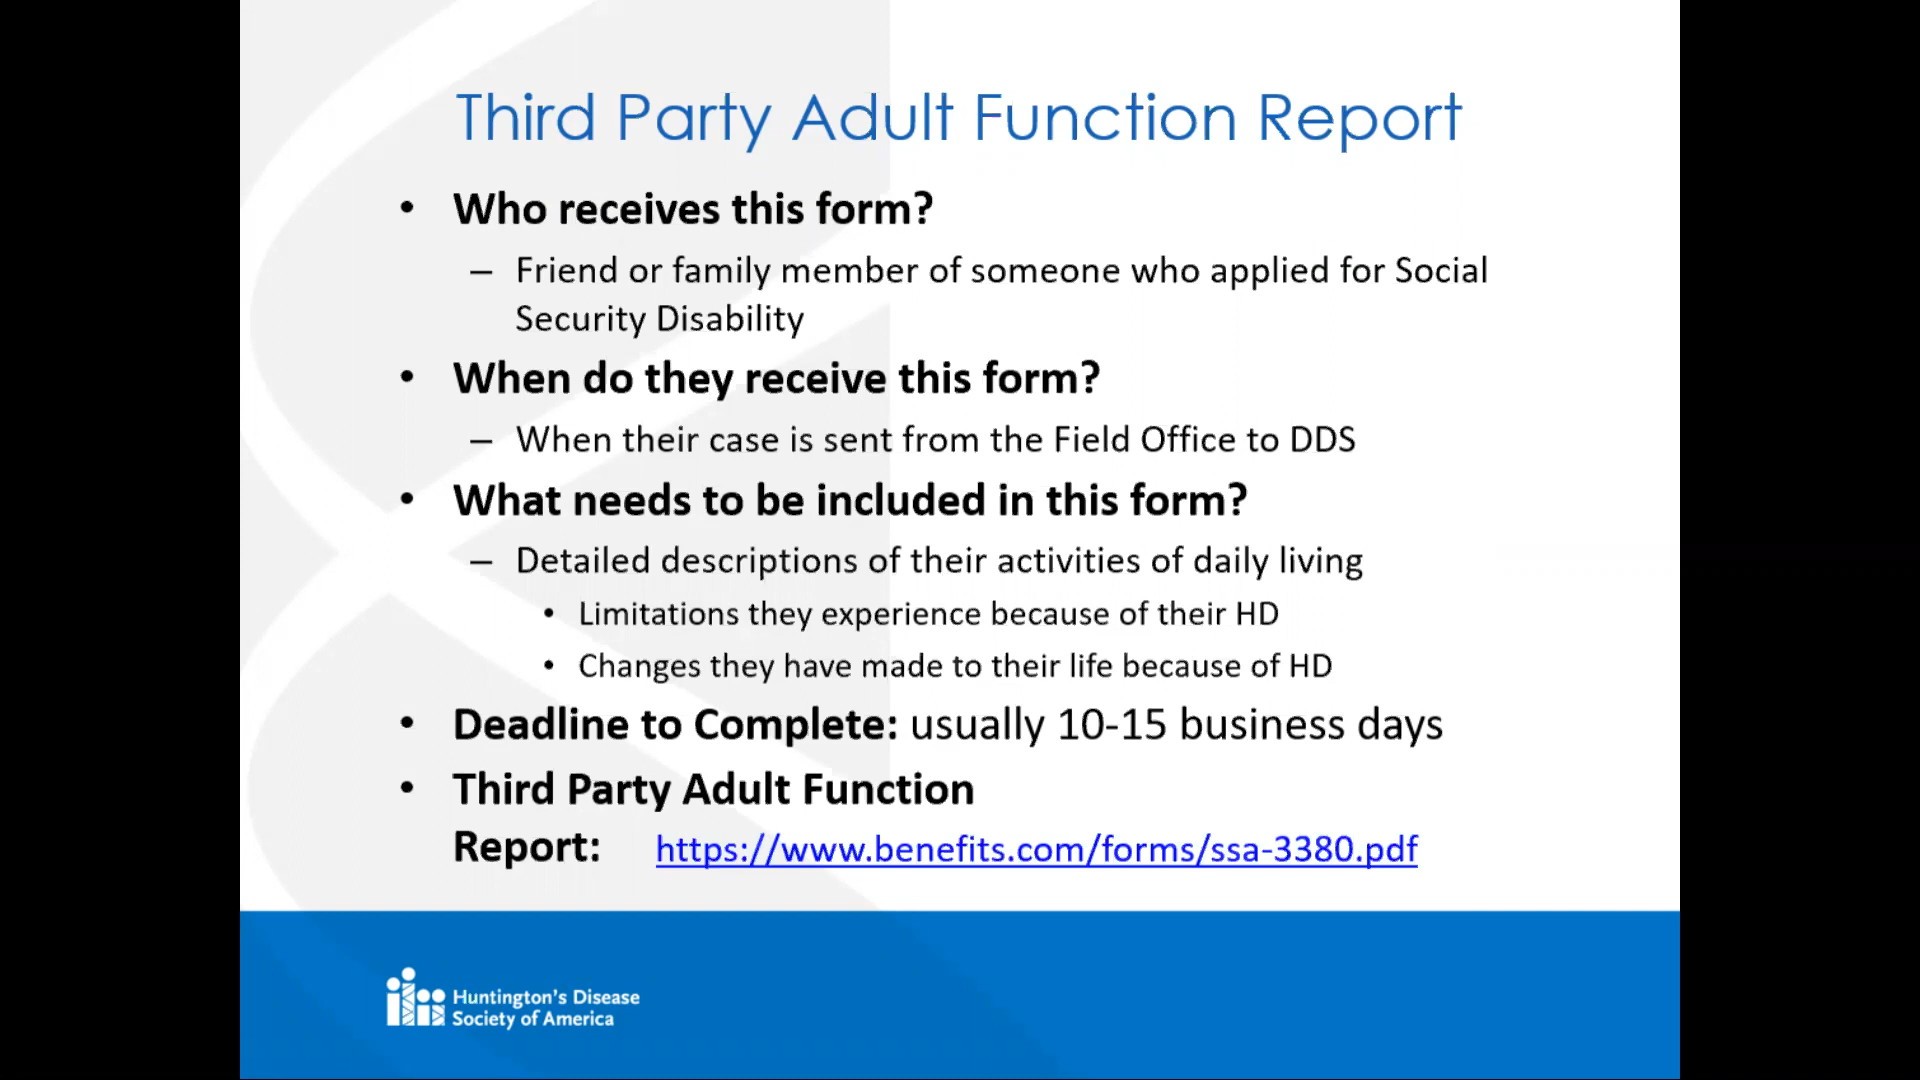 Third Party Adult Function Report
• Who receives this form?
– Friend or family member of someone who applied for Social
Security Disability
• When do they receive this form?
– When their case is sent from the Field Office to DDS
• What needs to be included in this form?
– Detailed descriptions of their activities of daily living
• Limitations they experience because of their HD
• Changes they have made to their life because of HD
• Deadline to Complete: usually 10-15 business days
• Third Party Adult Function
Report: https://www.benefits.com/forms/ssa-3380.pdf
Huntington's Disease
Society of America